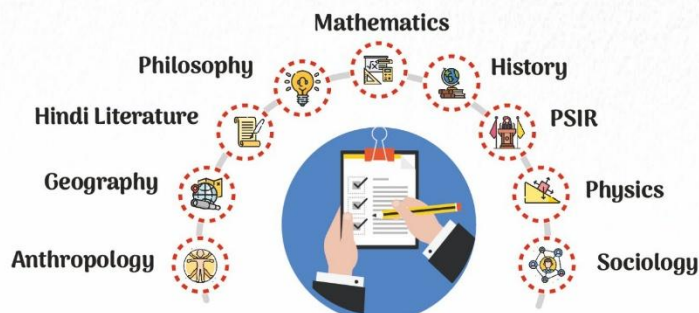 Mathematics
Philosophy
History
Hindi Literature
PSIR
Geography
Physics
Anthropology
Sociology